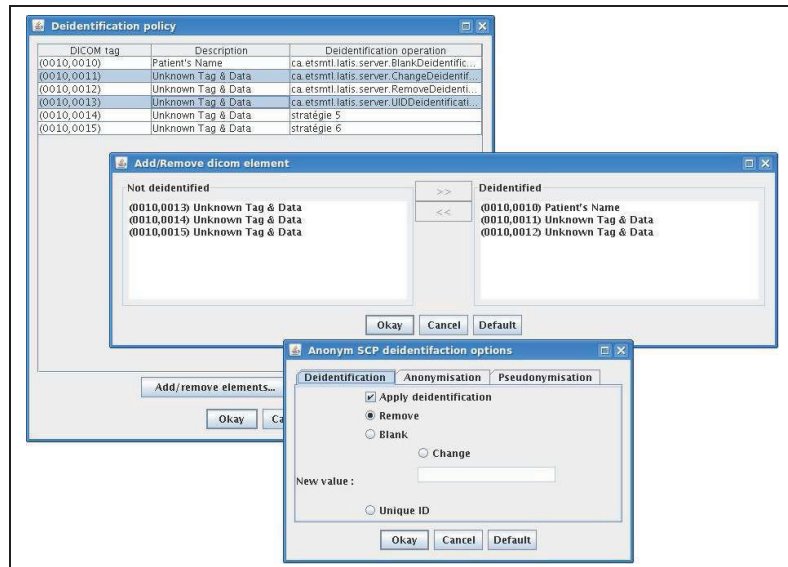 Deidentification policy
DICOM tag Description Deidentification operation
(0010,0010) Patient's Name ca.etsmtl.latis.server.BlankDeidentific...
(0010,0011) Unknown Tag & Data ca.etsmtl.latis.server.ChangeDeidentif...
(0010,0012) Unknown Tag & Data ca.etsmtl.latis.server.RemoveDeidenti...
(0010,0013) Unknown Tag & Data ca.etsmtl.latis.server.UIDDeidentificati...
(0010,0014) Unknown Tag & Data stratégie 5
(0010,0015) Unknown Tag & Data stratégie 6
Add/Remove dicom element
Not deidentified >> Deidentified
<<
(0010,0013) Unknown Tag & Data (0010,0010) Patient's Name
(0010,0014) Unknown Tag & Data (0010,0011) Unknown Tag & Data
(0010,0015) Unknown Tag & Data (0010,0012) Unknown Tag & Data
Okay Cancel Default
Add/remove elements...
Okay Ca
Anonym SCP deidentifaction options
Deidentification Anonymisation Pseudonymisation
Apply deidentification
Remove
Blank
Change
New value :
Unique ID
Okay Cancel Default